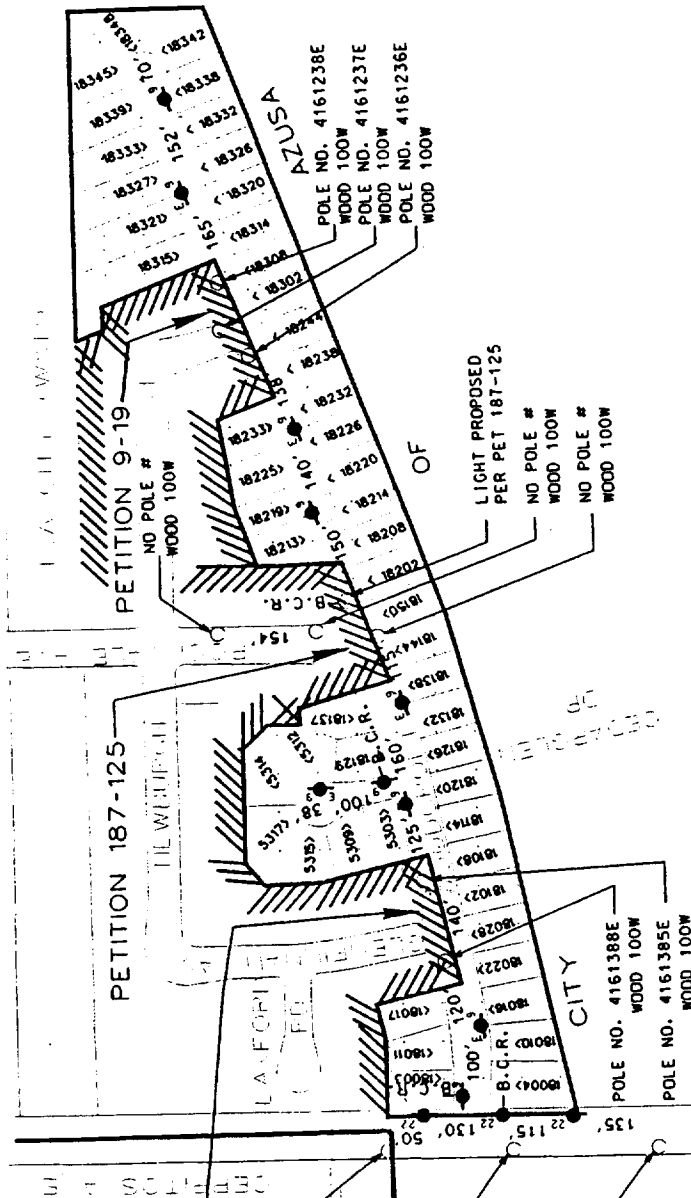 18345>
<18348
18339>
70'
<18342
18333>
<18338
18327>
152'
< 18332
18321>
< 18326
18315>
165'
< 18320
<18314
<18308
< 18302
AZUSA
POLE NO. 4161238E
WOOD 100W
POLE NO. 4161237E
WOOD 100W
POLE NO. 4161236E
WOOD 100W
PETITION 9-19
NO POLE #
WOOD 100W
< 18244
< 18238
138'
<18232
18233>
< 18226
18225>
140'
< 18220
18219>
< 18214
18213>
150'
< 18208
< 18202
OF
LIGHT PROPOSED
PER PET 187-125
NO POLE #
WOOD 100W
NO POLE #
WOOD 100W
B.C.R.
154'
PETITION 187-125
18150>
18144>
18138>
18132>
18126>
18120>
18114>
18108>
18102>
18028>
18022>
18016>
18010>
18004>
<18137
<5312
<5314
18129
B.C.R.
160'
100'
38'
5317>
5315>
5309>
5303>
125'
140'
120'
100'
<18017
<18011
<18003
B.C.R.
B.C.R.
CITY
POLE NO. 4161388E
WOOD 100W
POLE NO. 4161385E
WOOD 100W
50'
130'
115'
135'